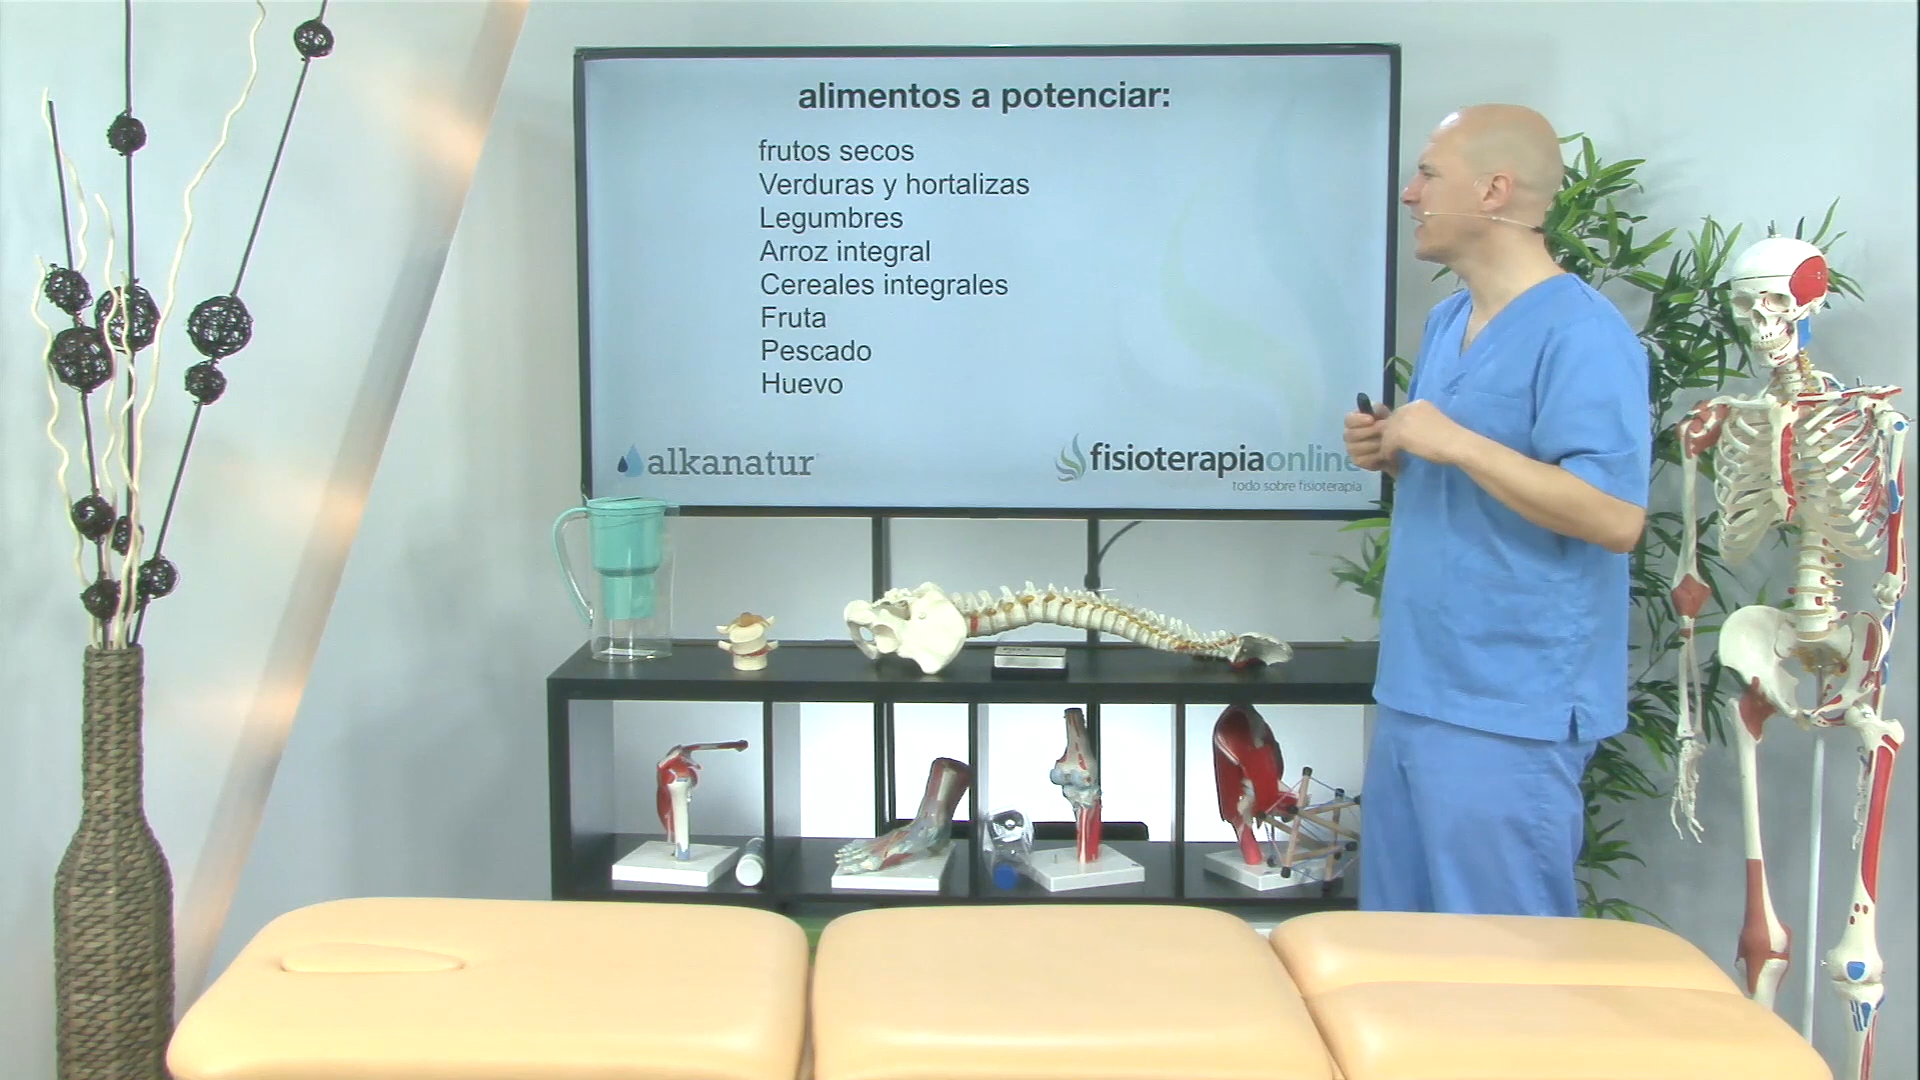 alimentos a potenciar:
frutos secos
Verduras y hortalizas
Legumbres
Arroz integral
Cereales integrales
Fruta
Pescado
Huevo
alkanatur
fisioterapiaonline
todo sobre fisioterapia